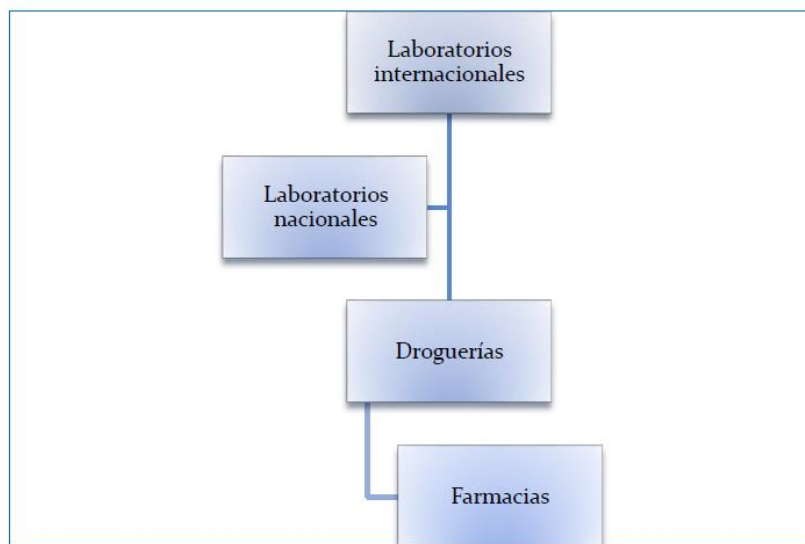 Laboratorios
internacionales
Laboratorios
nacionales
Droguerías
Farmacias